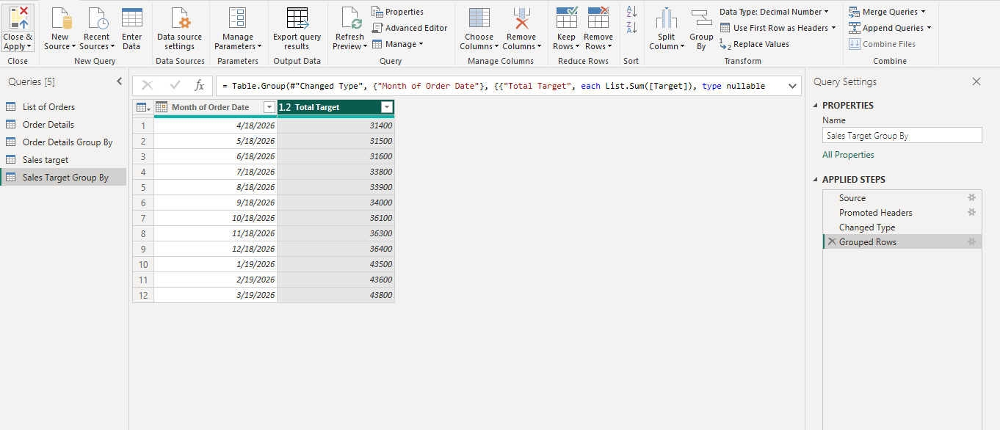 Close & Apply
New Source
Recent Sources
Enter Data
Data source settings
Manage Parameters
Export query results
Refresh Preview
Properties
Advanced Editor
Manage
Choose Columns
Remove Columns
Keep Rows
Remove Rows
A
Z
Z
A
Split Column
Group By
Data Type: Decimal Number
Use First Row as Headers
1
2
Replace Values
Merge Queries
Append Queries
Combine Files
Close
New Query
Data Sources
Parameters
Output Data
Query
Manage Columns
Reduce Rows
Sort
Transform
Combine
Queries [5]
List of Orders
Order Details
Order Details Group By
Sales target
Sales Target Group By
fx
= Table.Group(#"Changed Type", {"Month of Order Date"}, {{"Total Target", each List.Sum([Target]), type nullable
Month of Order Date 1.2 Total Target
1 4/18/2026 31400
2 5/18/2026 31500
3 6/18/2026 31600
4 7/18/2026 33800
5 8/18/2026 33900
6 9/18/2026 34000
7 10/18/2026 36100
8 11/18/2026 36300
9 12/18/2026 36400
10 1/19/2026 43500
11 2/19/2026 43600
12 3/19/2026 43800
Query Settings
PROPERTIES
Name
Sales Target Group By
All Properties
APPLIED STEPS
Source
Promoted Headers
Changed Type
Grouped Rows